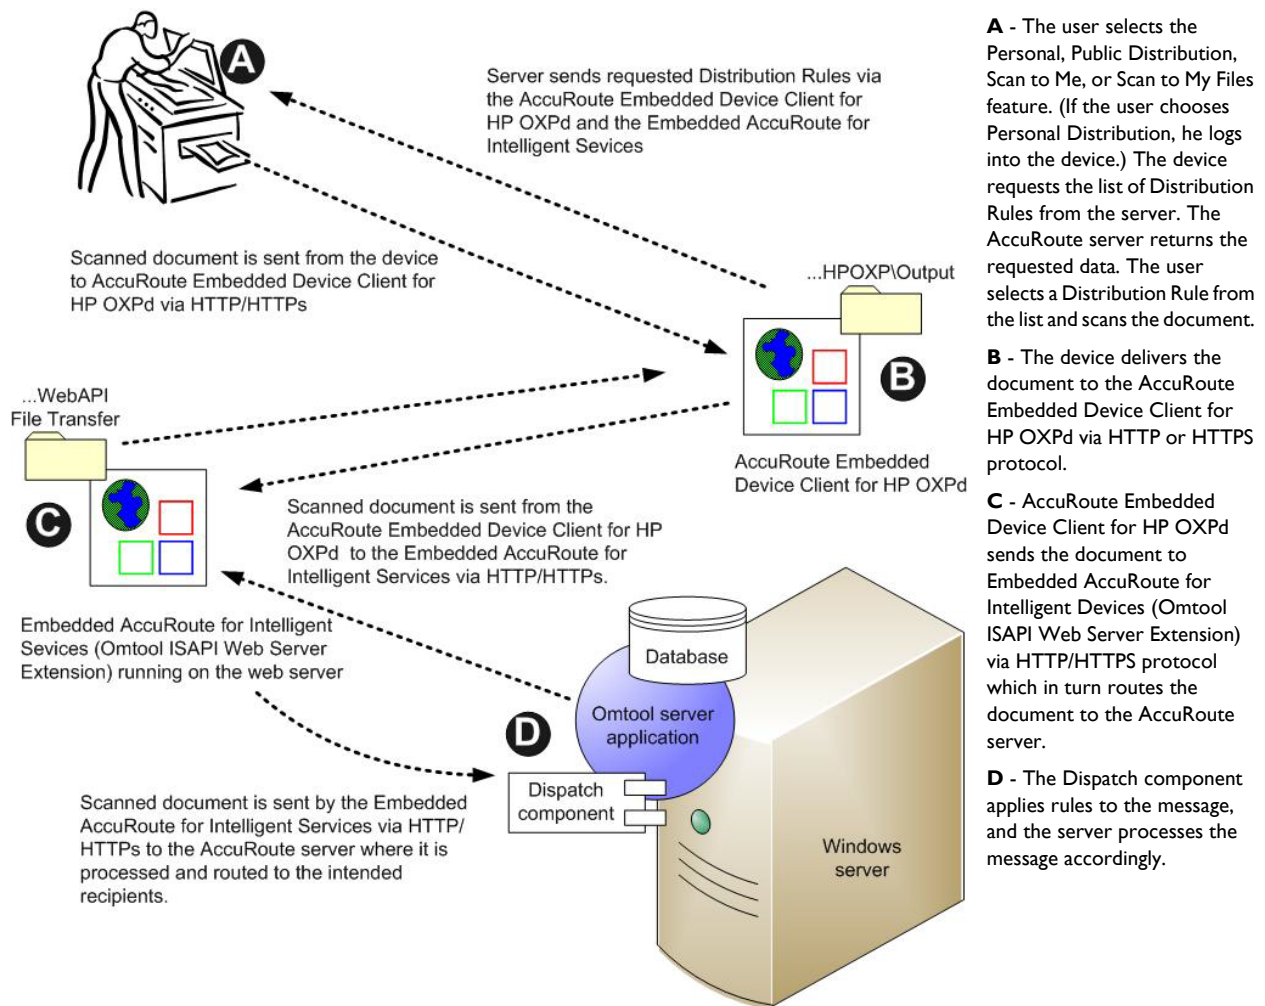 A
Server sends requested Distribution Rules via
the AccuRoute Embedded Device Client for
HP OXPd and the Embedded AccuRoute for
Intelligent Sevices
Scanned document is sent from the device
to AccuRoute Embedded Device Client for
HP OXPd via HTTP/HTTPs
...HPOXP\Output
B
AccuRoute Embedded
Device Client for HP OXPd
...WebAPI
File Transfer
C
Scanned document is sent from the
AccuRoute Embedded Device Client for HP
OXPd to the Embedded AccuRoute for
Intelligent Services via HTTP/HTTPs.
Embedded AccuRoute for Intelligent
Sevices (Omtool ISAPI Web Server
Extension) running on the web server
Database
Omtool server
application
D
Dispatch
component
Windows
server
Scanned document is sent by the Embedded
AccuRoute for Intelligent Services via HTTP/
HTTPs to the AccuRoute server where it is
processed and routed to the intended
recipients.
A - The user selects the
Personal, Public Distribution,
Scan to Me, or Scan to My Files
feature. (If the user chooses
Personal Distribution, he logs
into the device.) The device
requests the list of Distribution
Rules from the server. The
AccuRoute server returns the
requested data. The user
selects a Distribution Rule from
the list and scans the document.
B - The device delivers the
document to the AccuRoute
Embedded Device Client for
HP OXPd via HTTP or HTTPS
protocol.
C - AccuRoute Embedded
Device Client for HP OXPd
sends the document to
Embedded AccuRoute for
Intelligent Devices (Omtool
ISAPI Web Server Extension)
via HTTP/HTTPS protocol
which in turn routes the
document to the AccuRoute
server.
D - The Dispatch component
applies rules to the message,
and the server processes the
message accordingly.